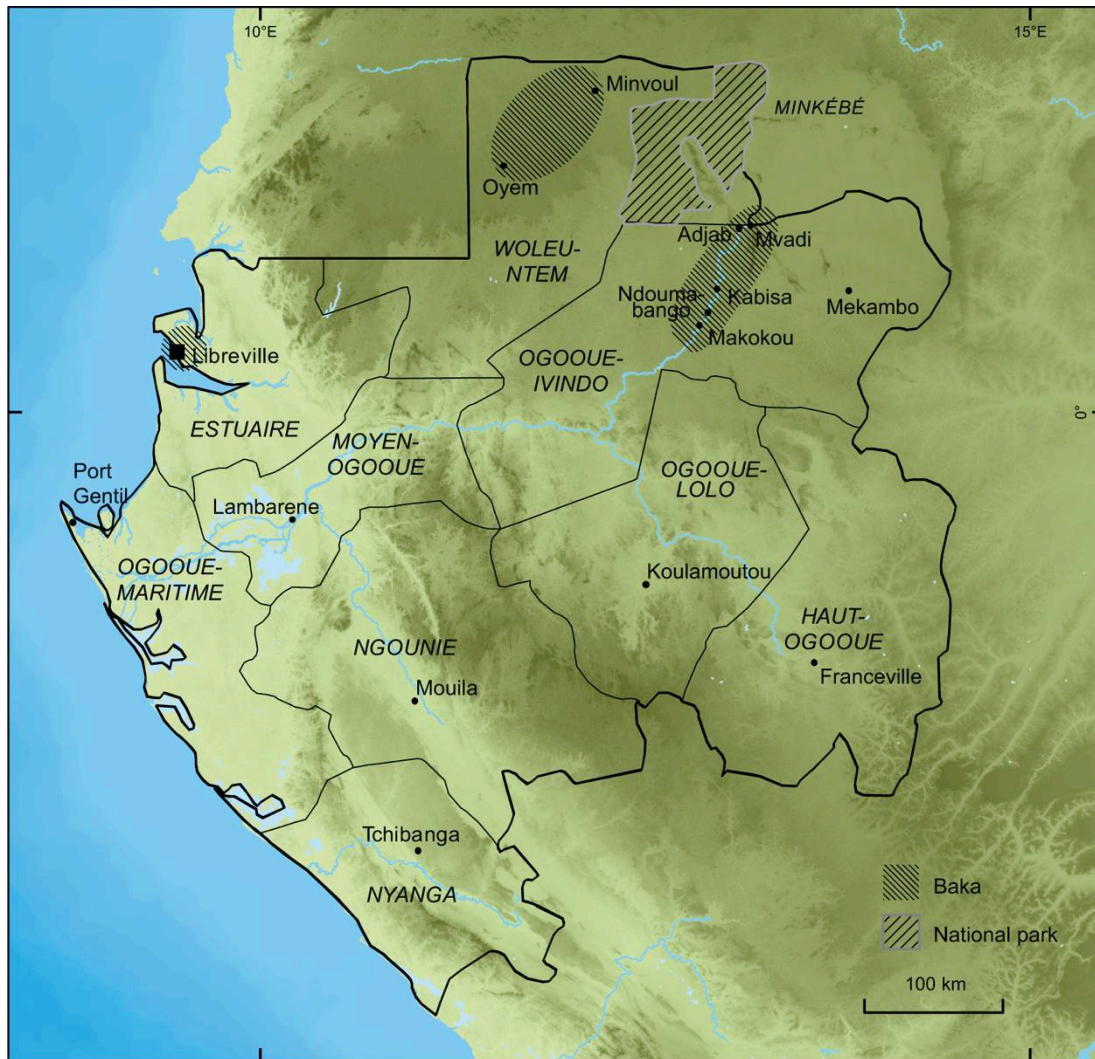 10°E
15°E
Minvoul
MINKÉBÉ
Oyem
Adjab
Mvadi
WOLEU-
NTEM
Ndouma-
bango
Kabisa
Mekambo
Makokou
Libreville
OGOOUE-
IVINDO
0°
ESTUAIRE
MOYEN-
OGOOUE
Port
Gentil
OGOOUE-
LOLO
Lambarene
OGOOUE-
MARITIME
Koulamoutou
NGOUNIE
HAUT-
OGOOUE
Franceville
Mouila
Tchibanga
NYANGA
Baka
National park
100 km